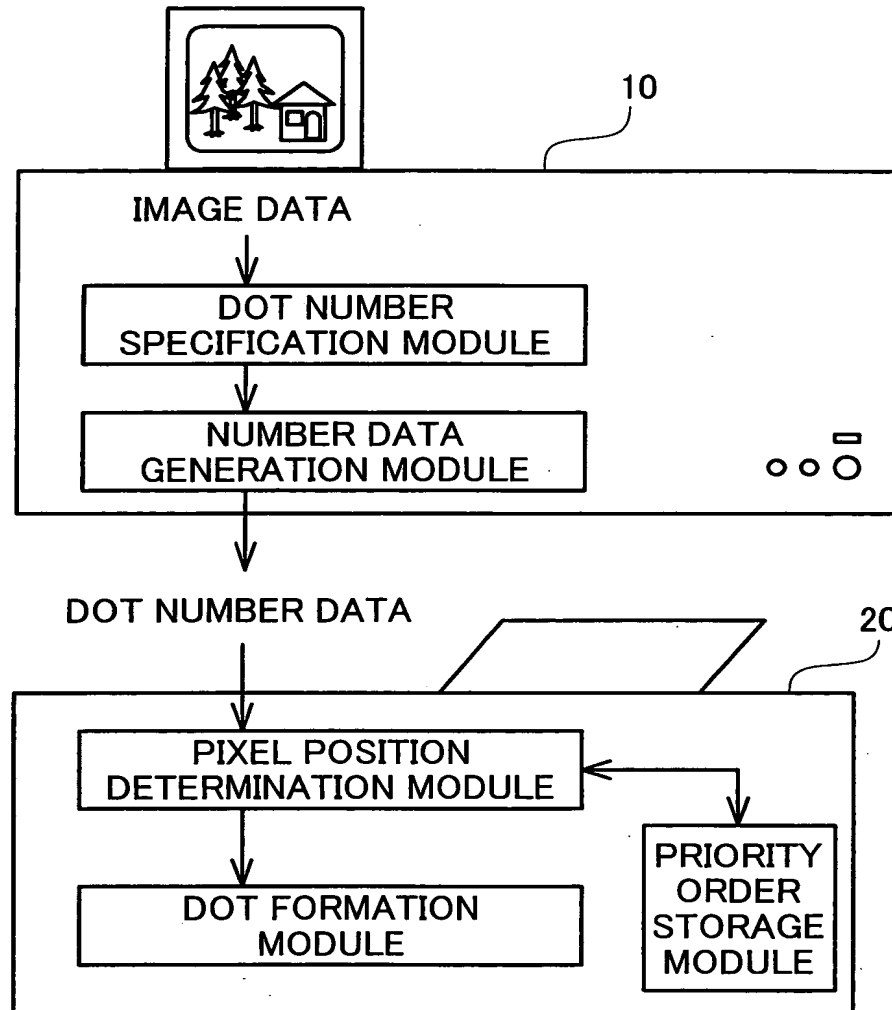 10
IMAGE DATA
DOT NUMBER
SPECIFICATION MODULE
NUMBER DATA
GENERATION MODULE
DOT NUMBER DATA
20
PIXEL POSITION
DETERMINATION MODULE
PRIORITY
ORDER
STORAGE
MODULE
DOT FORMATION
MODULE